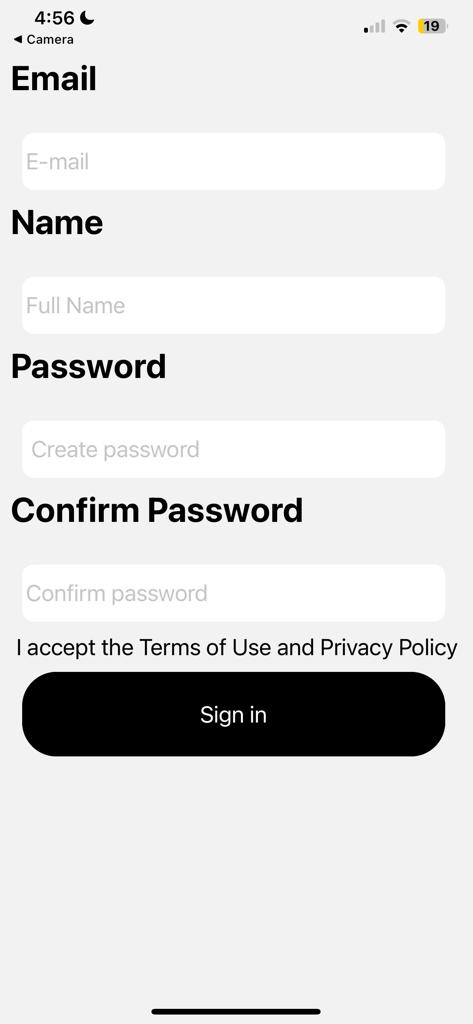 4:56
◀ Camera
19
Email
E-mail
Name
Full Name
Password
Create password
Confirm Password
Confirm password
I accept the Terms of Use and Privacy Policy
Sign in